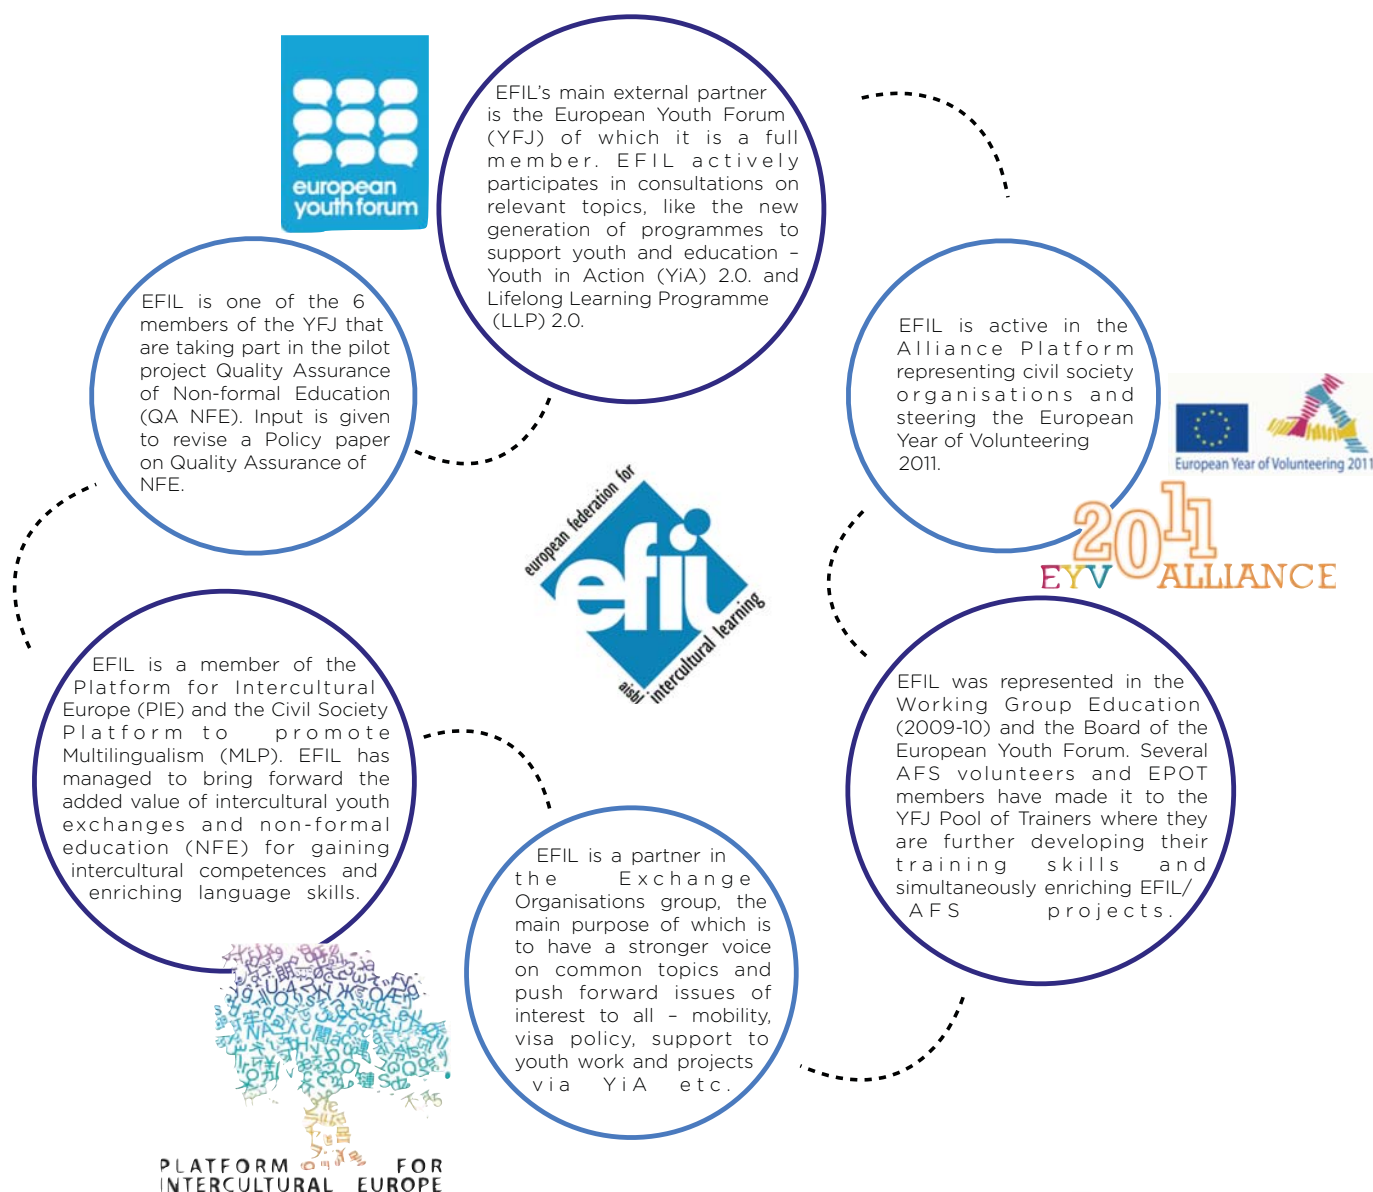 european
youth forum
EFIL's main external partner
is the European Youth Forum
(YFJ) of which it is a full
member. EFIL actively
participates in consultations on
relevant topics, like the new
generation of programmes to
support youth and education –
Youth in Action (YiA) 2.0. and
Lifelong Learning Programme
(LLP) 2.0.
EFIL is one of the 6
members of the YFJ that
are taking part in the pilot
project Quality Assurance
of Non-formal Education
(QA NFE). Input is given
to revise a Policy paper
on Quality Assurance of
NFE.
EFIL is active in the
Alliance Platform
representing civil society
organisations and
steering the European
Year of Volunteering
2011.
European Year of Volunteering 2011
2011
EYV ALLIANCE
european federation for
efil
aisbl intercultural learning
EFIL is a member of the
Platform for Intercultural
Europe (PIE) and the Civil Society
Platform to promote
Multilingualism (MLP). EFIL has
managed to bring forward the
added value of intercultural youth
exchanges and non-formal
education (NFE) for gaining
intercultural competences and
enriching language skills.
EFIL was represented in the
Working Group Education
(2009-10) and the Board of the
European Youth Forum. Several
AFS volunteers and EPOT
members have made it to the
YFJ Pool of Trainers where they
are further developing their
training skills and
simultaneously enriching EFIL/
AFS projects.
EFIL is a partner in
the Exchange
Organisations group, the
main purpose of which is
to have a stronger voice
on common topics and
push forward issues of
interest to all – mobility,
visa policy, support to
youth work and projects
via YiA etc.
PLATFORM FOR
INTERCULTURAL EUROPE